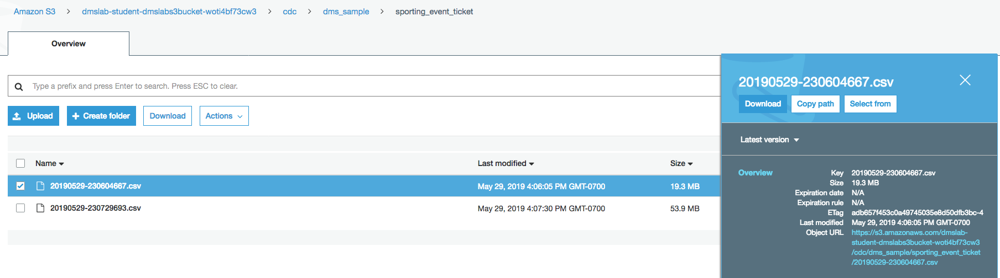 Amazon S3 > dmslab-student-dmslabs3bucket-woti4bf73cw3 > cdc > dms_sample > sporting_event_ticket
Overview
Type a prefix and press Enter to search. Press ESC to clear.
Upload + Create folder Download Actions
Name Last modified Size
20190529-230604667.csv May 29, 2019 4:06:05 PM GMT-0700 19.3 MB
20190529-230729693.csv May 29, 2019 4:07:30 PM GMT-0700 53.9 MB
20190529-230604667.csv
Download Copy path Select from
Latest version
Overview Key 20190529-230604667.csv
Size 19.3 MB
Expiration date N/A
Expiration rule N/A
ETag adb657f453c0a49745035e8d50dfb3bc-4
Last modified May 29, 2019 4:06:05 PM GMT-0700
Object URL https://s3.amazonaws.com/dmslab-
student-dmslabs3bucket-woti4bf73cw3
/cdc/dms_sample/sporting_event_ticket
/20190529-230604667.csv